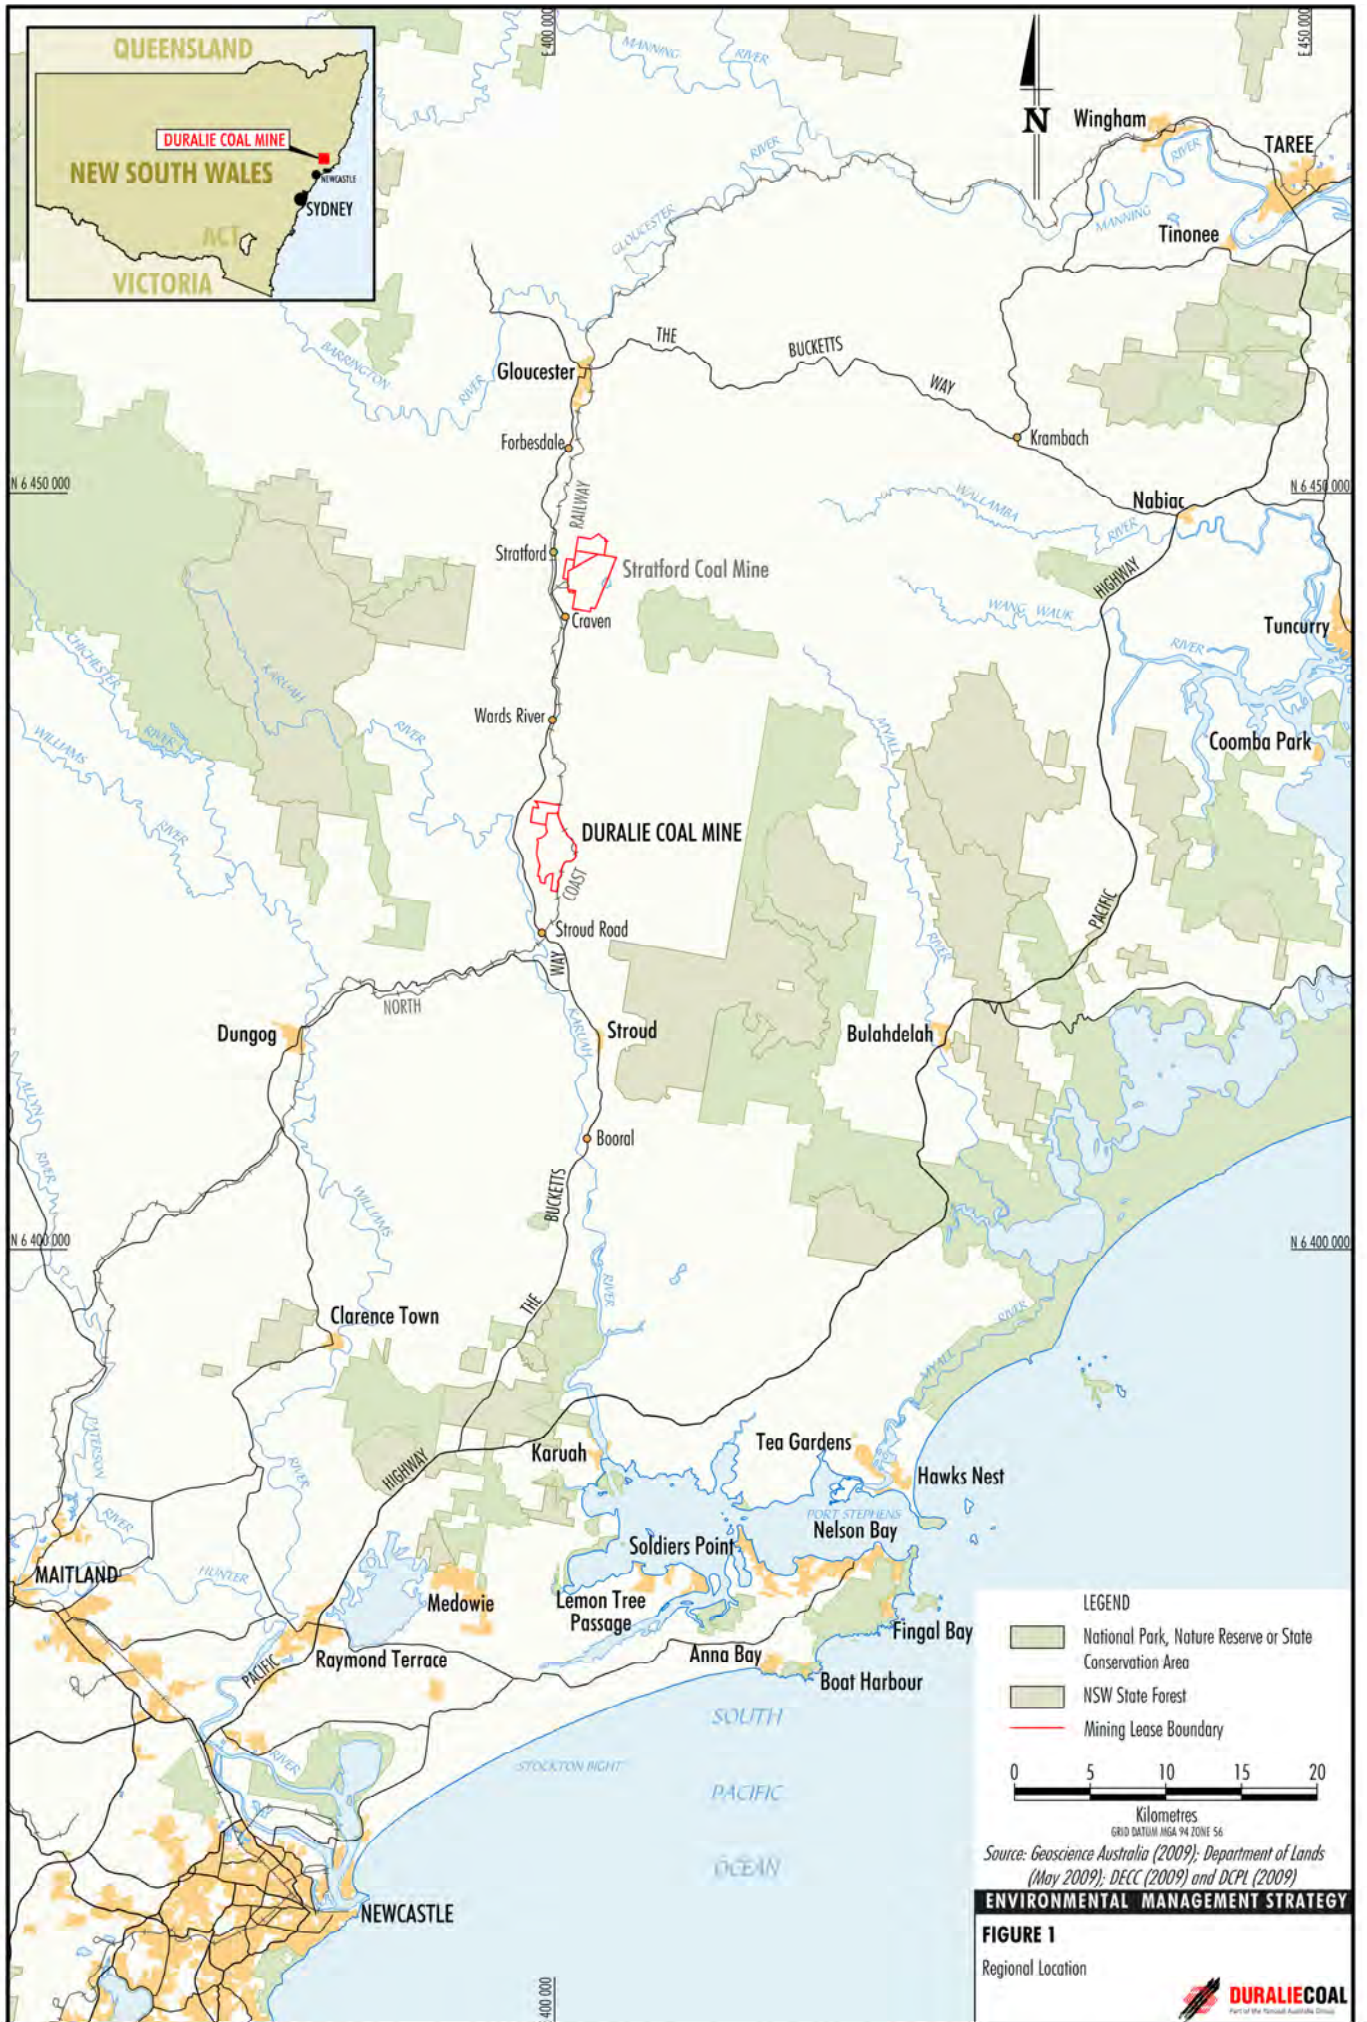 QUEENSLAND
DURALIE COAL MINE
NEW SOUTH WALES
NEWCASTLE
SYDNEY
ACT
VICTORIA
E 400 000
E 450 000
MANNING
RIVER
N
Wingham
TAREE
RIVER
RIVER
MANNING
GLOUCESTER
Tinonee
BARRINGTON
RIVER
THE
BUCKETTS
WAY
Gloucester
Forbesdale
Krambach
N 6 450 000
N 6 450 000
RAILWAY
WALLAMBA
RIVER
Nabiac
Stratford
Stratford Coal Mine
HIGHWAY
WANG WAUK
RIVER
Craven
Tuncurry
CHICHESTER
RIVER
KARUAH
RIVER
WILLIAMS
RIVER
Wards River
MYALL
Coomba Park
DURALIE COAL MINE
COAST
PACIFIC
Stroud Road
WAY
RIVER
NORTH
Dungog
KARUAH
Stroud
Bulahdelah
ALLYN
RIVER
Booral
WILLIAMS
BUCKETTS
N 6 400 000
N 6 400 000
RIVER
THE
Clarence Town
RIVER
MYALL
PATERSON
RIVER
RIVER
HIGHWAY
Karuah
Tea Gardens
Hawks Nest
PORT STEPHENS
Nelson Bay
Soldiers Point
MAITLAND
HUNTER
Medowie
Lemon Tree
Passage
Fingal Bay
PACIFIC
Raymond Terrace
Anna Bay
Boat Harbour
SOUTH
PACIFIC
OCEAN
STOCKTON BIGHT
RIVER
NEWCASTLE
400 000
LEGEND
National Park, Nature Reserve or State
Conservation Area
NSW State Forest
Mining Lease Boundary
0 5 10 15 20
Kilometres
GRID DATUM MGA 94 ZONE 56
Source: Geoscience Australia (2009); Department of Lands
(May 2009); DECC (2009) and DCPL (2009)
ENVIRONMENTAL MANAGEMENT STRATEGY
FIGURE 1
Regional Location
DURALIECOAL
Part of the Yancoal Australia Group